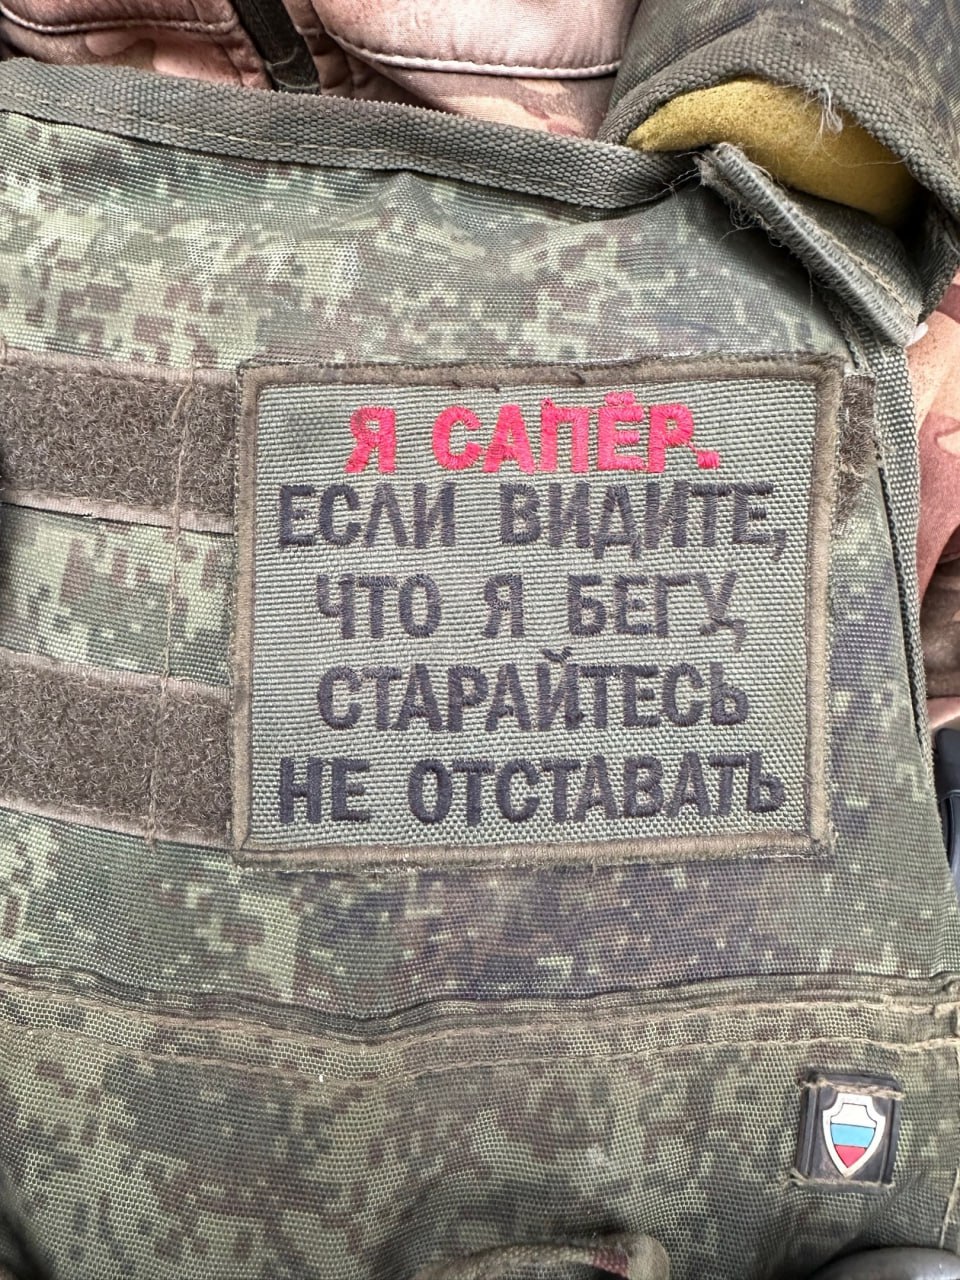 Я САПЁР.
ЕСЛИ ВИДИТЕ,
ЧТО Я БЕГУ,
СТАРАЙТЕСЬ
НЕ ОТСТАВАТЬ